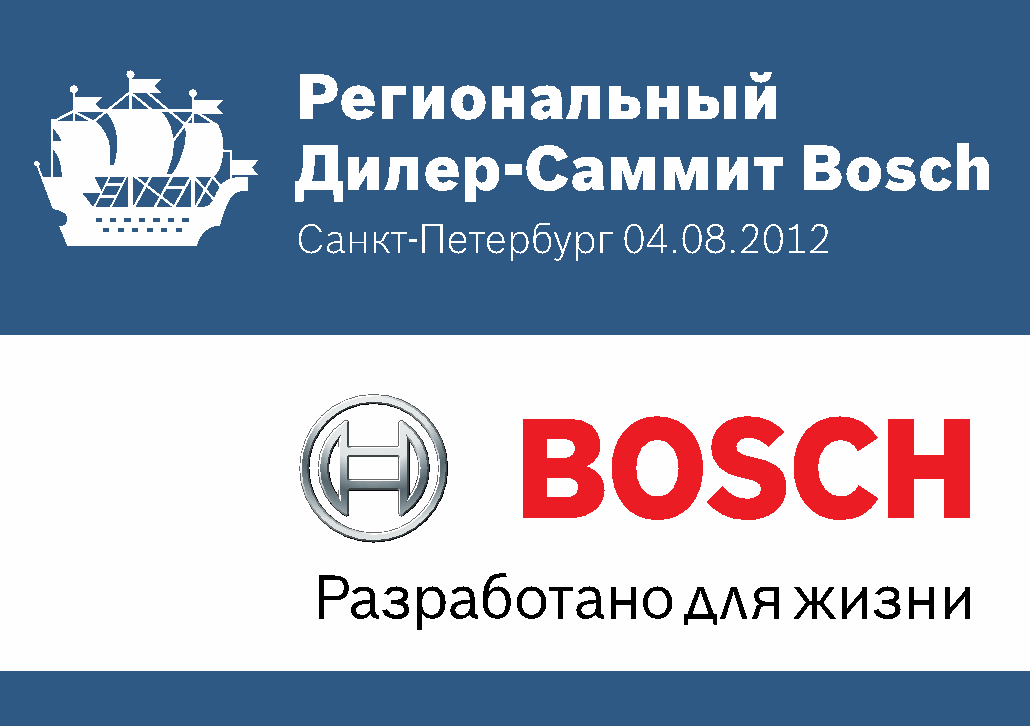 Региональный
Дилер-Саммит Bosch
Санкт-Петербург 04.08.2012
BOSCH
Разработано для жизни